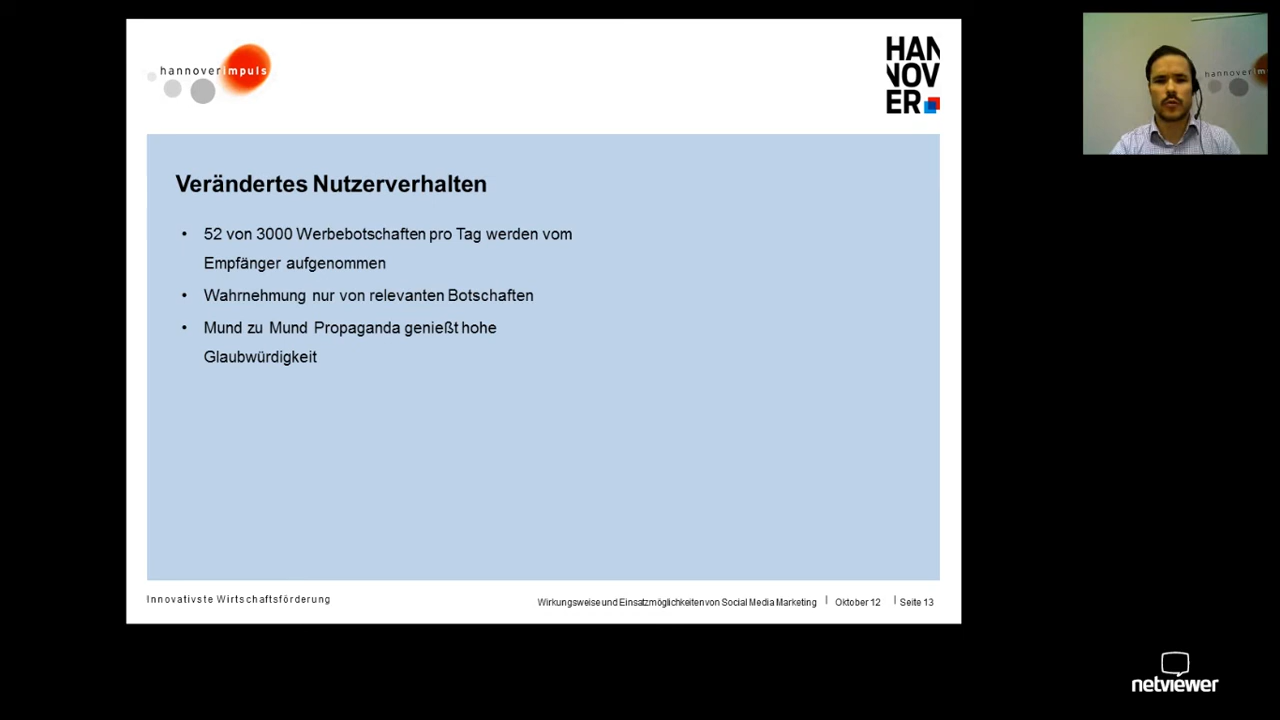 hannoverimpuls
HAN
NOV
ER
hannoverim
Verändertes Nutzerverhalten
• 52 von 3000 Werbebotschaften pro Tag werden vom
Empfänger aufgenommen
• Wahrnehmung nur von relevanten Botschaften
• Mund zu Mund Propaganda genießt hohe
Glaubwürdigkeit
Innovativste Wirtschaftsförderung
Wirkungsweise und Einsatzmöglichkeiten von Social Media Marketing | Oktober 12 | Seite 13
netviewer